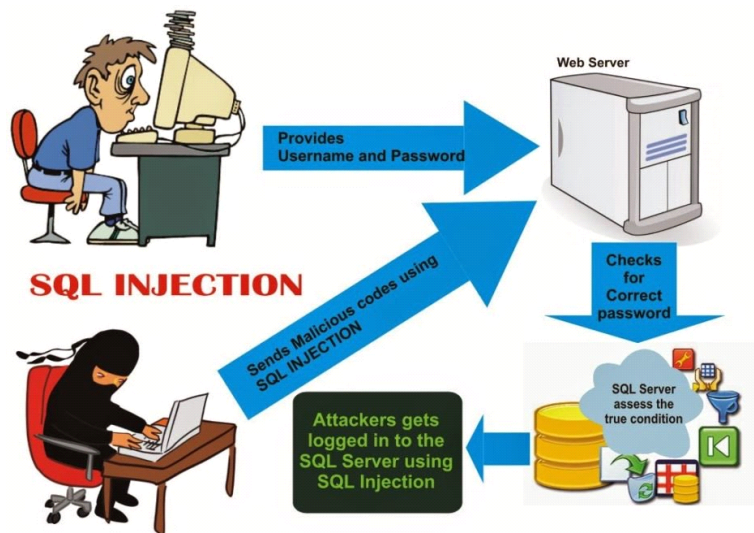 Web Server
Provides
Username and Password
SQL INJECTION
Sends Malicious codes using
SQL INJECTION
Checks
for
Correct
password
SQL Server
assess the
true condition
Attackers gets
logged in to the
SQL Server using
SQL Injection